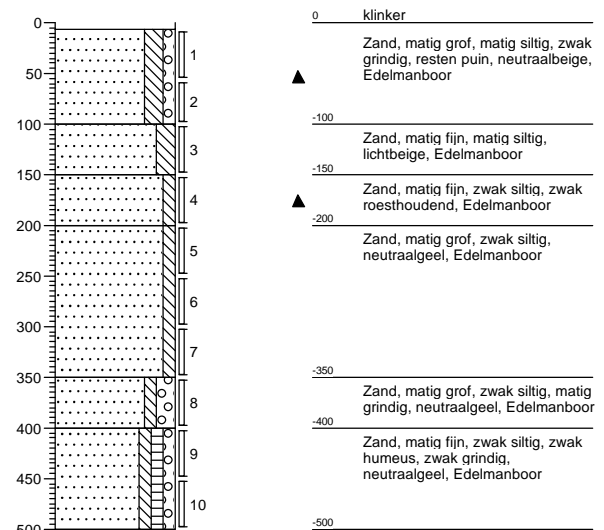 0
50
100
150
200
250
300
350
400
450
500
1
2
3
4
5
6
7
8
9
10
0
klinker
Zand, matig grof, matig siltig, zwak
grindig, resten puin, neutraalbeige,
Edelmanboor
-100
Zand, matig fijn, matig siltig,
lichtbeige, Edelmanboor
-150
Zand, matig fijn, zwak siltig, zwak
roesthoudend, Edelmanboor
-200
Zand, matig grof, zwak siltig,
neutraalgeel, Edelmanboor
-350
Zand, matig grof, zwak siltig, matig
grindig, neutraalgeel, Edelmanboor
-400
Zand, matig fijn, zwak siltig, zwak
humeus, zwak grindig,
neutraalgeel, Edelmanboor
-500